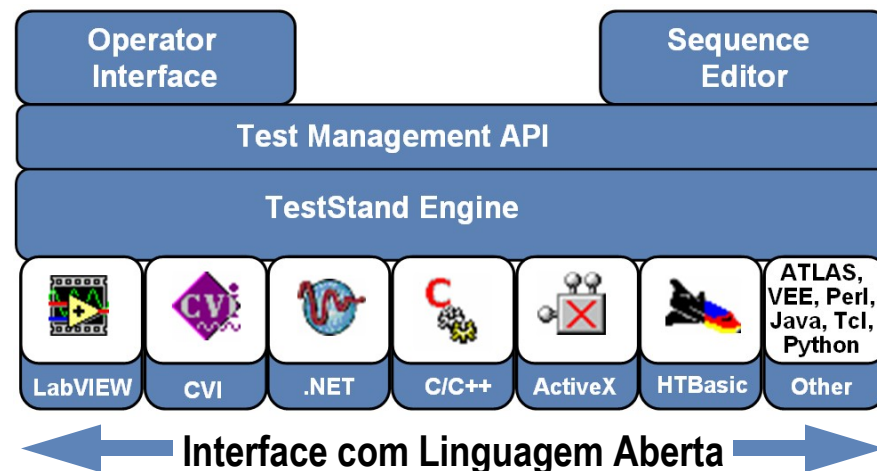 Operator
Interface
Sequence
Editor
Test Management API
TestStand Engine
CVI
C
ATLAS,
VEE, Perl,
Java, Tcl,
Python
LabVIEW
CVI
.NET
C/C++
ActiveX
HTBasic
Other
Interface com Linguagem Aberta